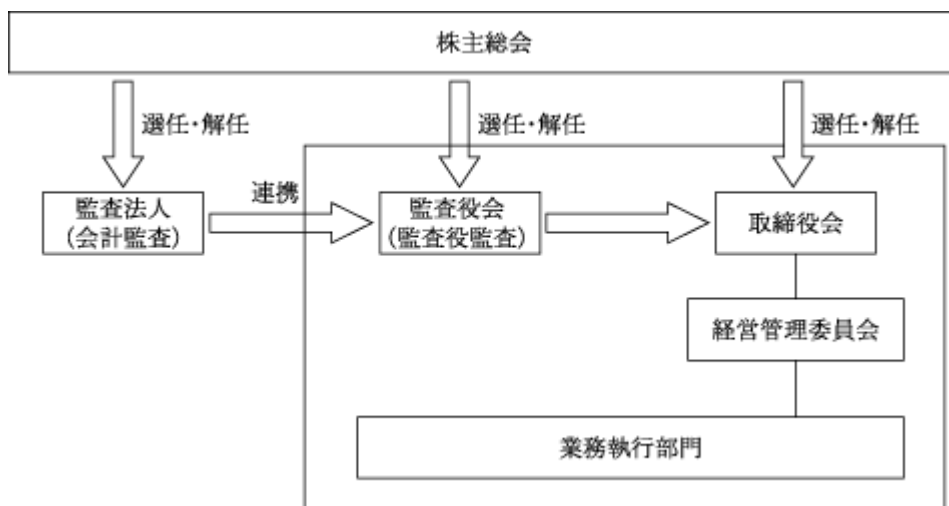 株主総会
選任・解任
選任・解任
選任・解任
連携
監査法人
(会計監査)
監査役会
(監査役監査)
取締役会
経営管理委員会
業務執行部門